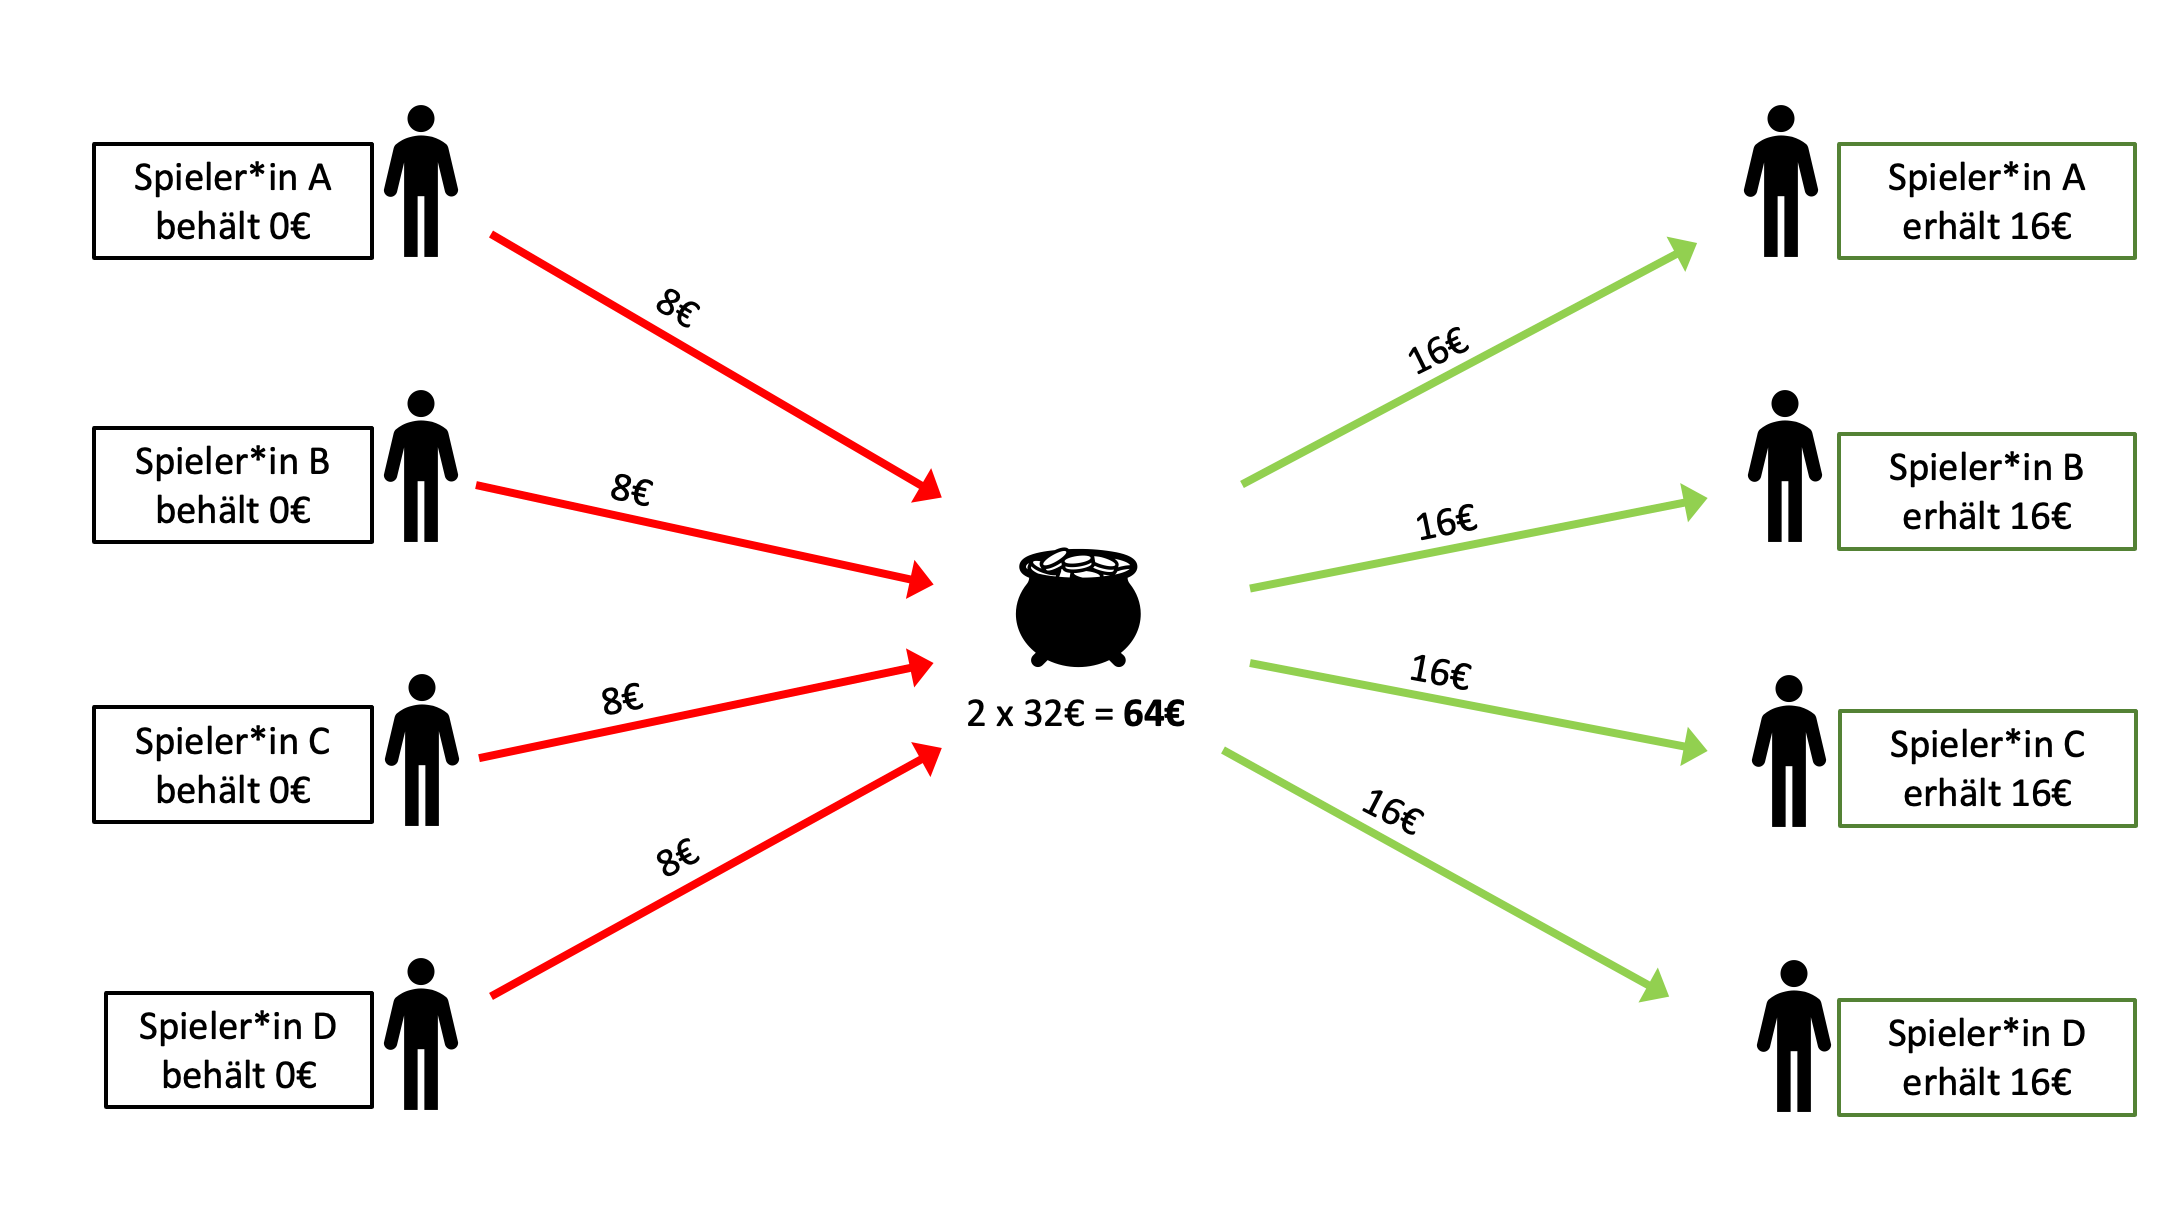 Spieler*in A
behält 0€
8€
16€
Spieler*in A
erhält 16€
Spieler*in B
behält 0€
8€
16€
Spieler*in B
erhält 16€
Spieler*in C
behält 0€
8€
2 x 32€ = 64€
16€
Spieler*in C
erhält 16€
Spieler*in D
behält 0€
8€
16€
Spieler*in D
erhält 16€